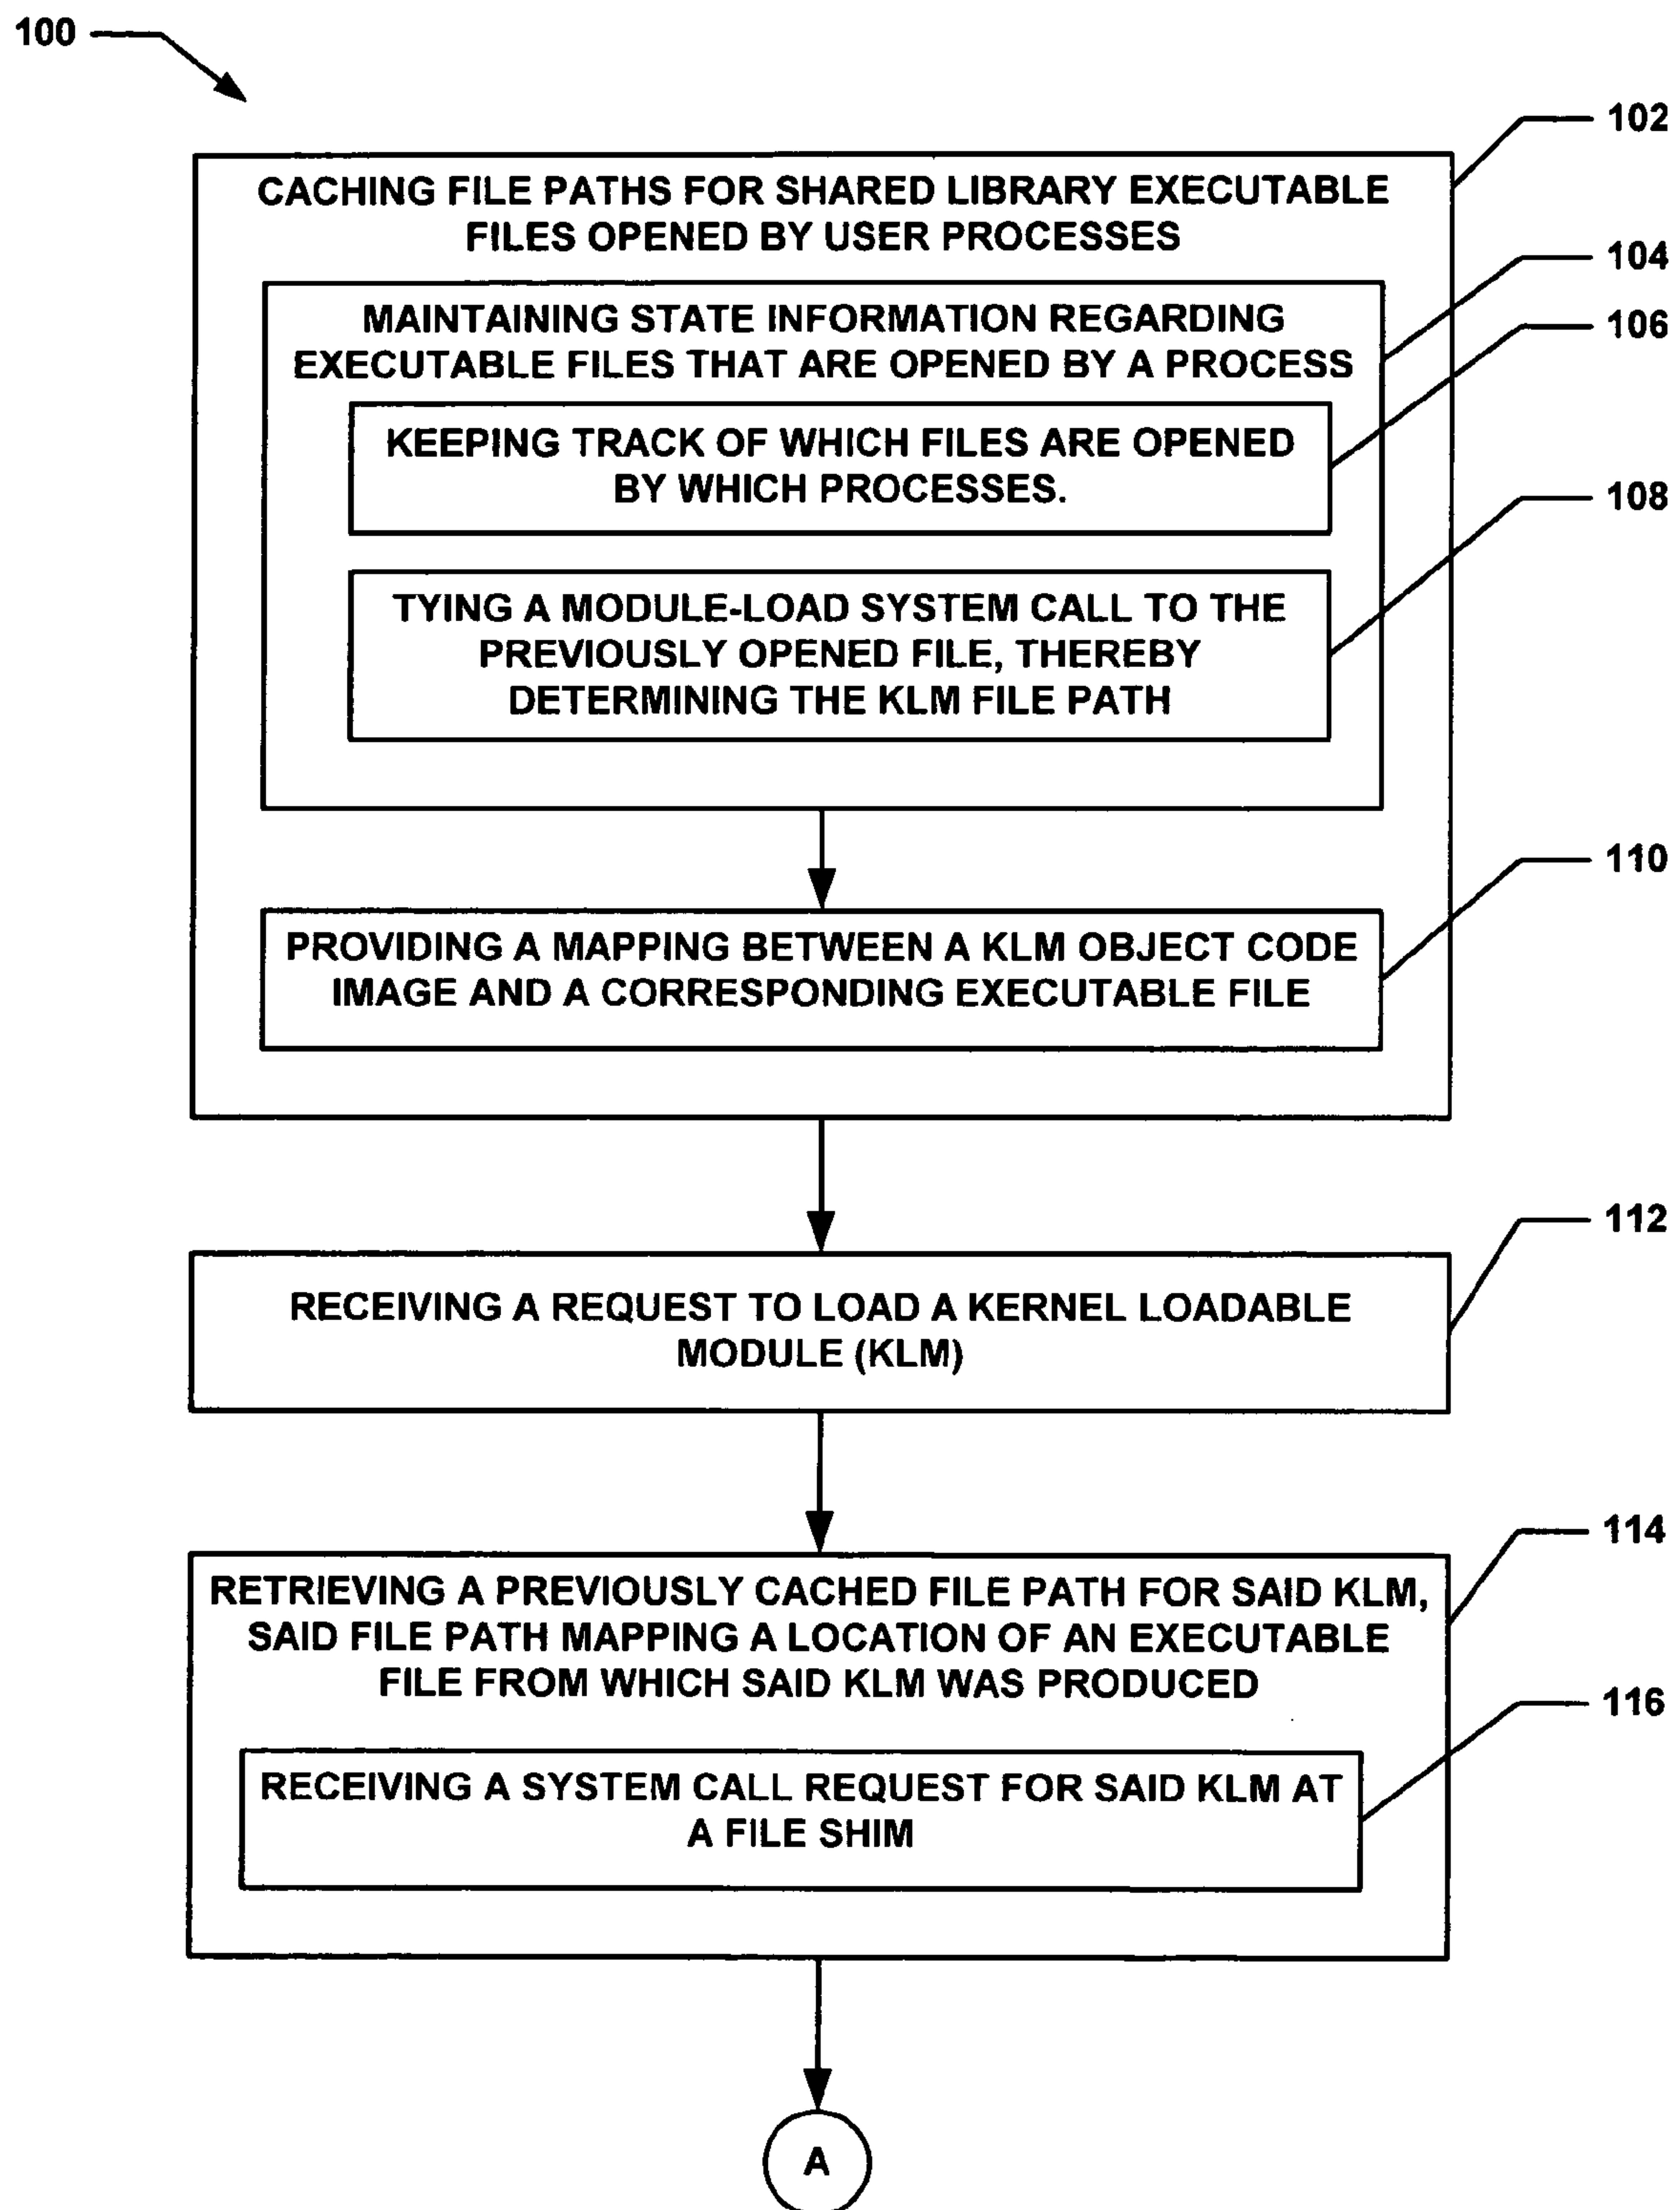 100
102
CACHING FILE PATHS FOR SHARED LIBRARY EXECUTABLE
FILES OPENED BY USER PROCESSES
104
MAINTAINING STATE INFORMATION REGARDING
EXECUTABLE FILES THAT ARE OPENED BY A PROCESS
106
KEEPING TRACK OF WHICH FILES ARE OPENED
BY WHICH PROCESSES.
108
TYING A MODULE-LOAD SYSTEM CALL TO THE
PREVIOUSLY OPENED FILE, THEREBY
DETERMINING THE KLM FILE PATH
110
PROVIDING A MAPPING BETWEEN A KLM OBJECT CODE
IMAGE AND A CORRESPONDING EXECUTABLE FILE
112
RECEIVING A REQUEST TO LOAD A KERNEL LOADABLE
MODULE (KLM)
114
RETRIEVING A PREVIOUSLY CACHED FILE PATH FOR SAID KLM,
SAID FILE PATH MAPPING A LOCATION OF AN EXECUTABLE
FILE FROM WHICH SAID KLM WAS PRODUCED
116
RECEIVING A SYSTEM CALL REQUEST FOR SAID KLM AT
A FILE SHIM
A